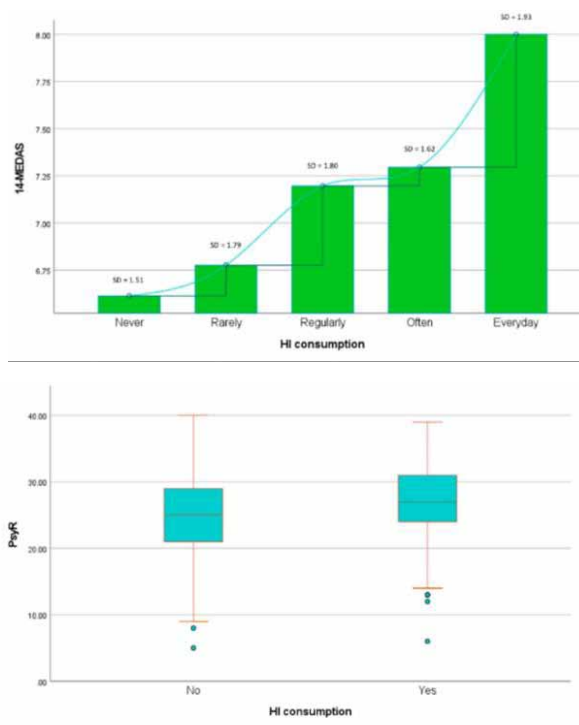 SD = 1.93
8.00
7.75
7.50
SD = 1.62
SD = 1.80
7.25
14-MEDAS
7.00
SD = 1.79
6.75
SD = 1.51
Never Rarely Regularly Often Everyday
HI consumption
40.00
30.00
PsyR
20.00
10.00
.00
No Yes
HI consumption